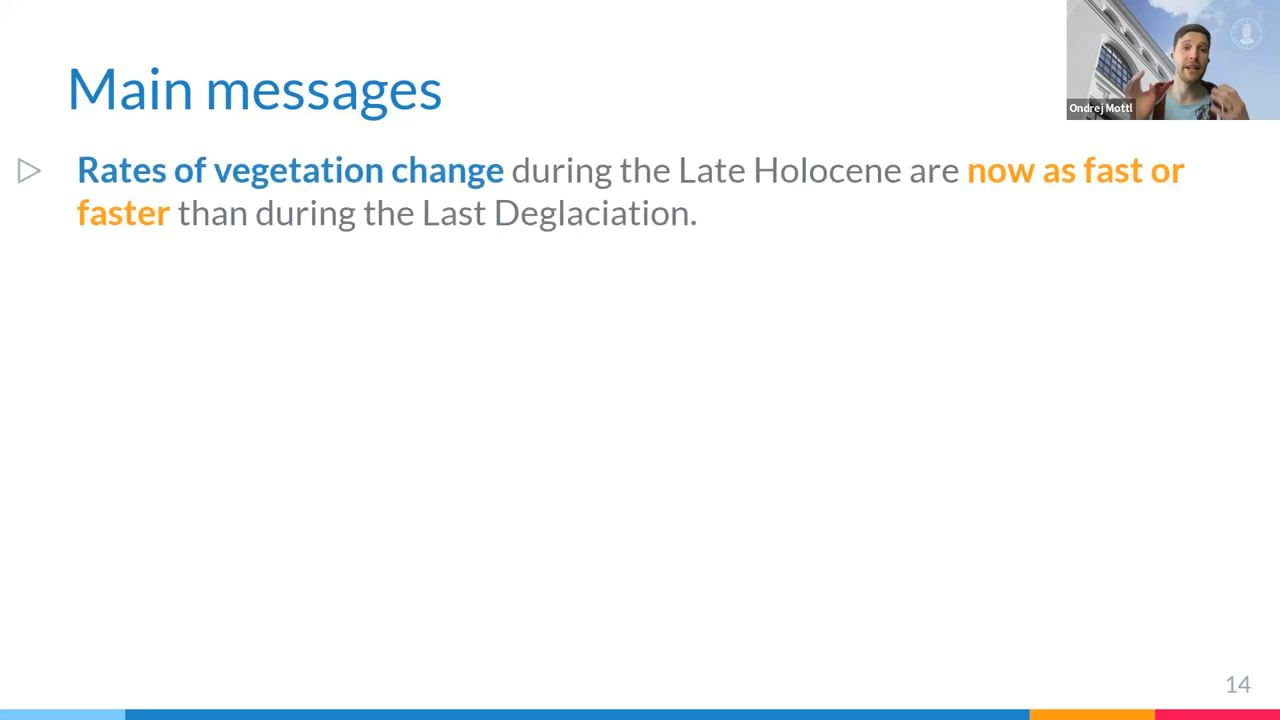 Main messages
Ondrej Mottl
▷ Rates of vegetation change during the Late Holocene are now as fast or
faster than during the Last Deglaciation.
14